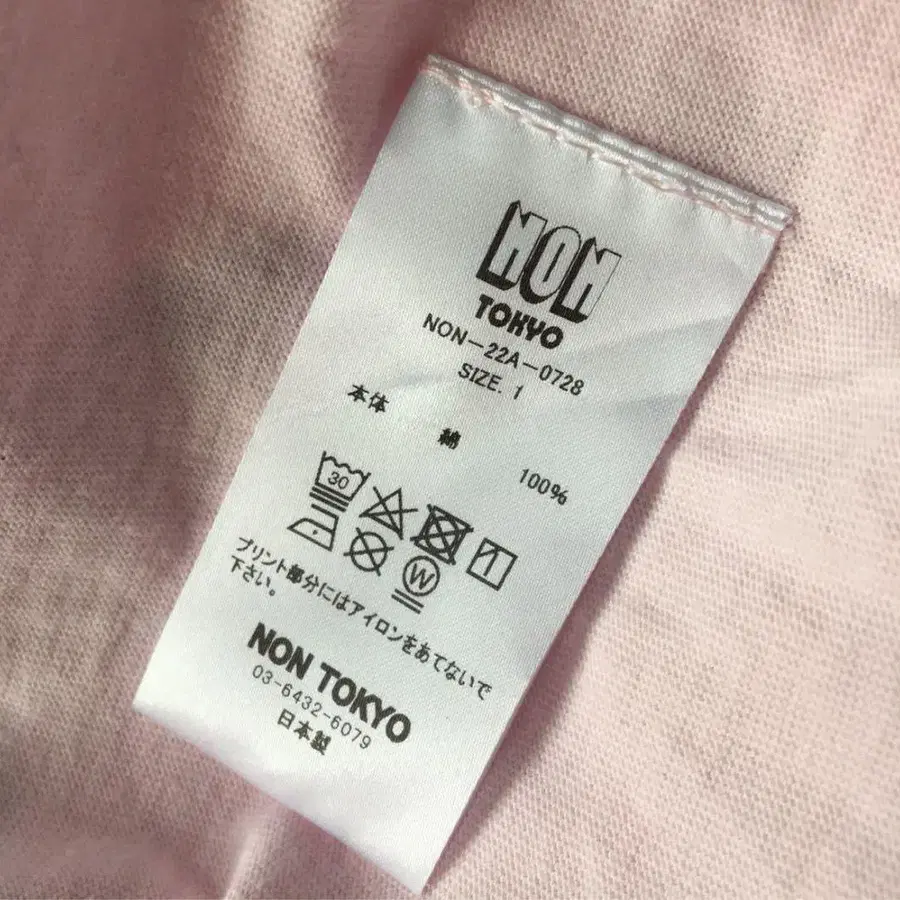 NON
TOKYO
NON-22A-0728
SIZE. 1
本体 綿 100%
30
W
プリント部分にはアイロンをあてないで
下さい。
NON TOKYO
03-6432-6079
日本製